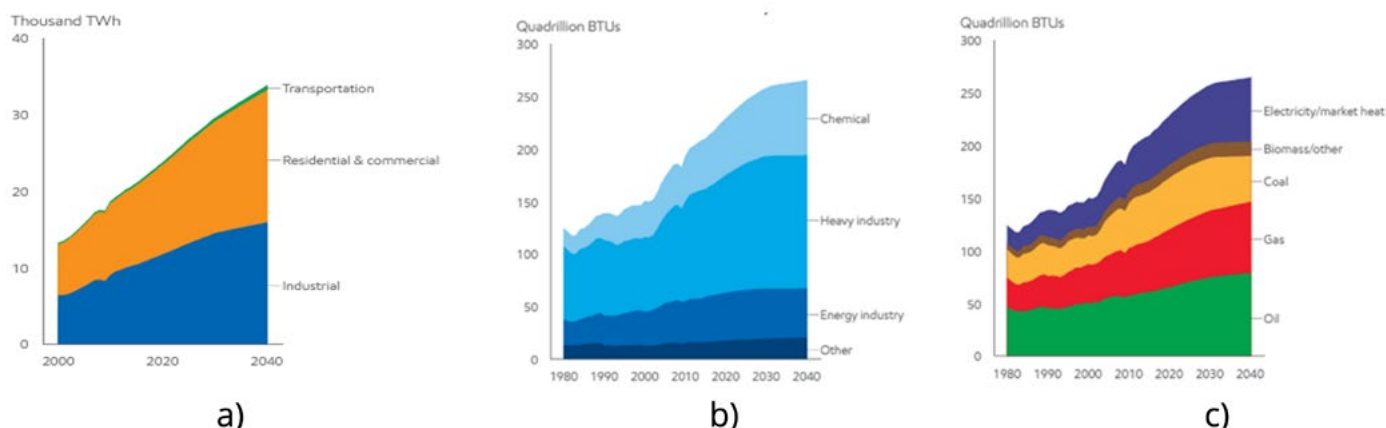 Thousand TWh
40
30
20
10
0
Transportation
Residential & commercial
Industrial
2000 2020 2040
a)
Quadrillion BTUs
300
250
200
150
100
50
0
Chemical
Heavy industry
Energy industry
Other
1980 1990 2000 2010 2020 2030 2040
b)
Quadrillion BTUs
300
250
200
150
100
50
0
Electricity/market heat
Biomass/other
Coal
Gas
Oil
1980 1990 2000 2010 2020 2030 2040
c)